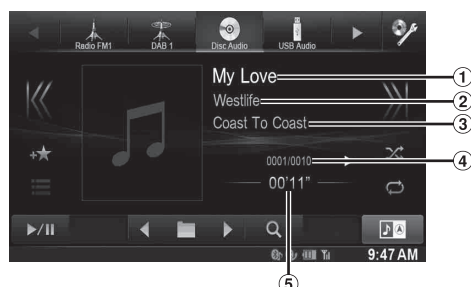 Radio FM1 DAB 1 Disc Audio USB Audio
My Love 1
Westlife 2
Coast To Coast 3
0001/0010 4
00'11"
9:47 AM
5